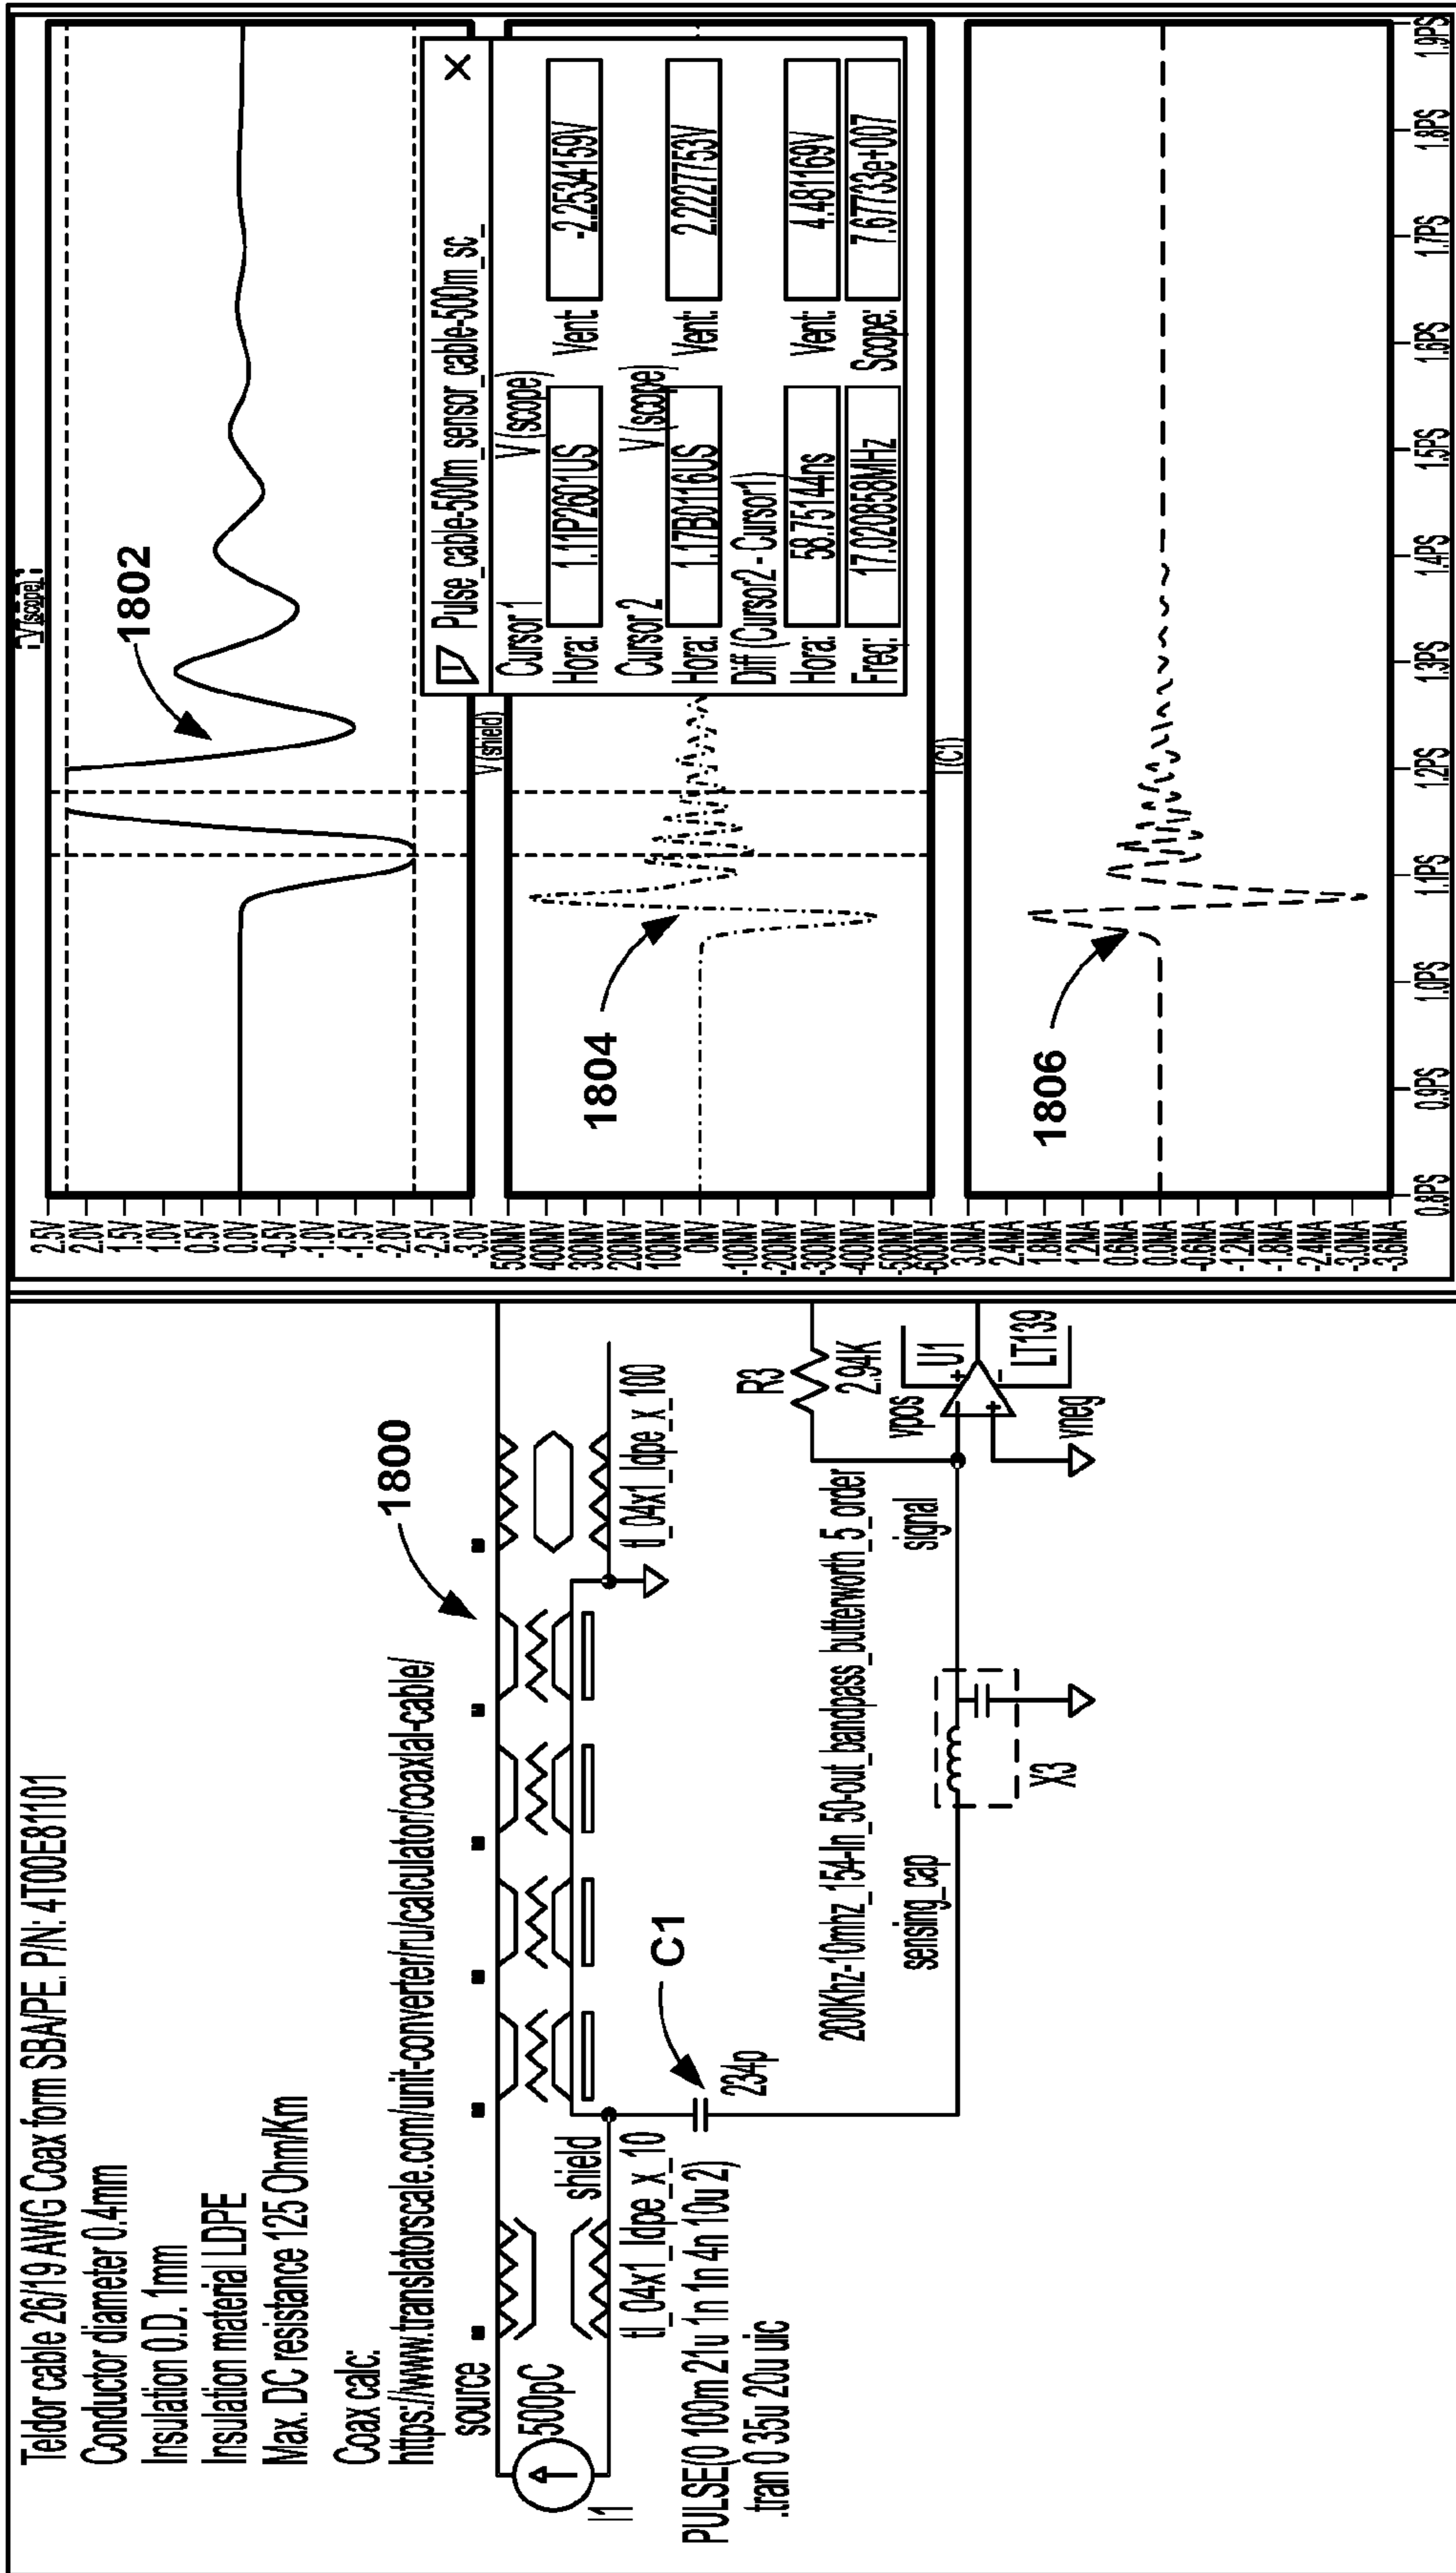 Teldor cable 26/19 AWG Coax form SBA/PE. P/N: 4T00E81101
Conductor diameter 0.4mm
Insulation O.D. 1mm
Insulation material LDPE
Max. DC resistance 125 Ohm/Km
Coax calc:
https://www.translatorscale.com/unit-converter/ru/calculator/coaxial-cable/
1800
source
500pC
I1
shield
tl_04x1_ldpe_x_10
tl_04x1_ldpe_x_100
PULSE(0 100m 21u 1n 1n 4n 10u 2)
.tran 0 35u 20u uic
C1
234p
200Khz-10mhz_154-In_50-out_bandpass_butterworth_5_order
sensing_cap
X3
signal
R3
2.94K
vpos
U1
LT139
vneg
V(scope)
2.5V
2.0V
1.5V
1.0V
0.5V
0.0V
-0.5V
-1.0V
-1.5V
-2.0V
-2.5V
-3.0V
1802
V(shield)
500MV
400MV
300MV
200MV
100MV
0MV
-100MV
-200MV
-300MV
-400MV
-500MV
-600MV
1804
Pulse_cable-500m_sensor_cable-500m_sc_
X
Cursor 1
V(scope)
Hora: 1.11P2601US Vent: -2.2534159V
Cursor 2
V(scope)
Hora: 1.17B0116US Vent: 2.2227753V
Diff (Cursor2 - Cursor1)
Hora: 58.75144ns Vent: 4.481169V
Freq: 17.020858MHz Scope: 7.67733e+007
I(C1)
3.0MA
2.4MA
1.8MA
1.2MA
0.6MA
0.0MA
-0.6MA
-1.2MA
-1.8MA
-2.4MA
-3.0MA
-3.6MA
1806
0.8PS 0.9PS 1.0PS 1.1PS 1.2PS 1.3PS 1.4PS 1.5PS 1.6PS 1.7PS 1.8PS 1.9PS